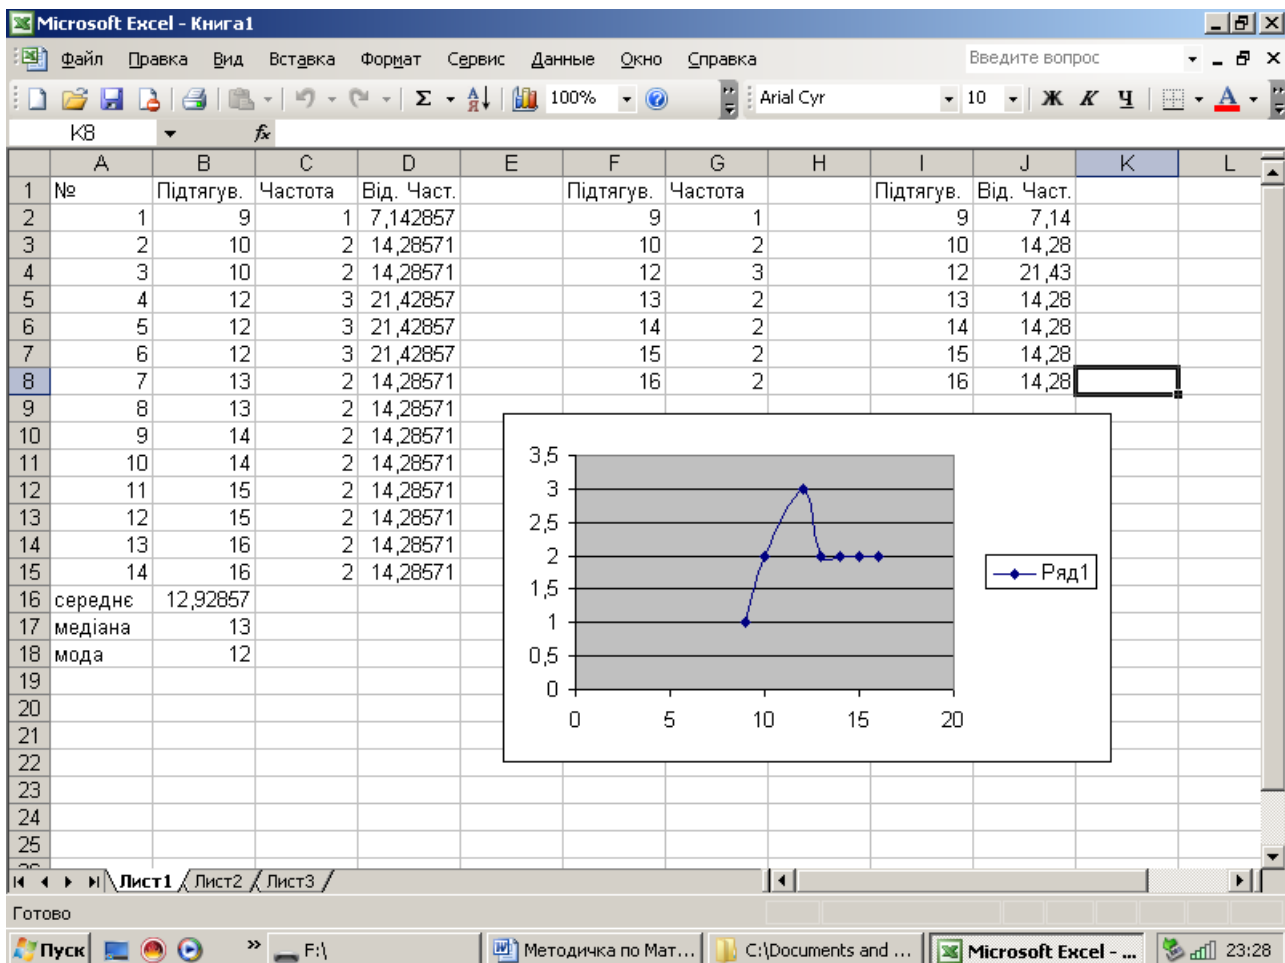 Microsoft Excel - Книга1
Файл Правка Вид Вставка Формат Сервис Данные Окно Справка Введите вопрос
Σ 100% Arial Cyr 10 Ж К Ч А
K8 fx
A B C D E F G H I J K L
1 № Підтягув. Частота Від. Част. Підтягув. Частота Підтягув. Від. Част.
2 1 9 1 7,142857 9 1 9 7,14
3 2 10 2 14,28571 10 2 10 14,28
4 3 10 2 14,28571 12 3 12 21,43
5 4 12 3 21,42857 13 2 13 14,28
6 5 12 3 21,42857 14 2 14 14,28
7 6 12 3 21,42857 15 2 15 14,28
8 7 13 2 14,28571 16 2 16 14,28
9 8 13 2 14,28571
10 9 14 2 14,28571
11 10 14 2 14,28571
12 11 15 2 14,28571
13 12 15 2 14,28571
14 13 16 2 14,28571
15 14 16 2 14,28571
16 середнє 12,92857
17 медіана 13
18 мода 12
19
20
21
22
23
24
25
3,5
3
2,5
2
1,5
1
0,5
0
0 5 10 15 20
Ряд1
Лист1 Лист2 Лист3
Готово
Пуск » F:\ Методичка по Мат... C:\Documents and ... Microsoft Excel - ... 23:28